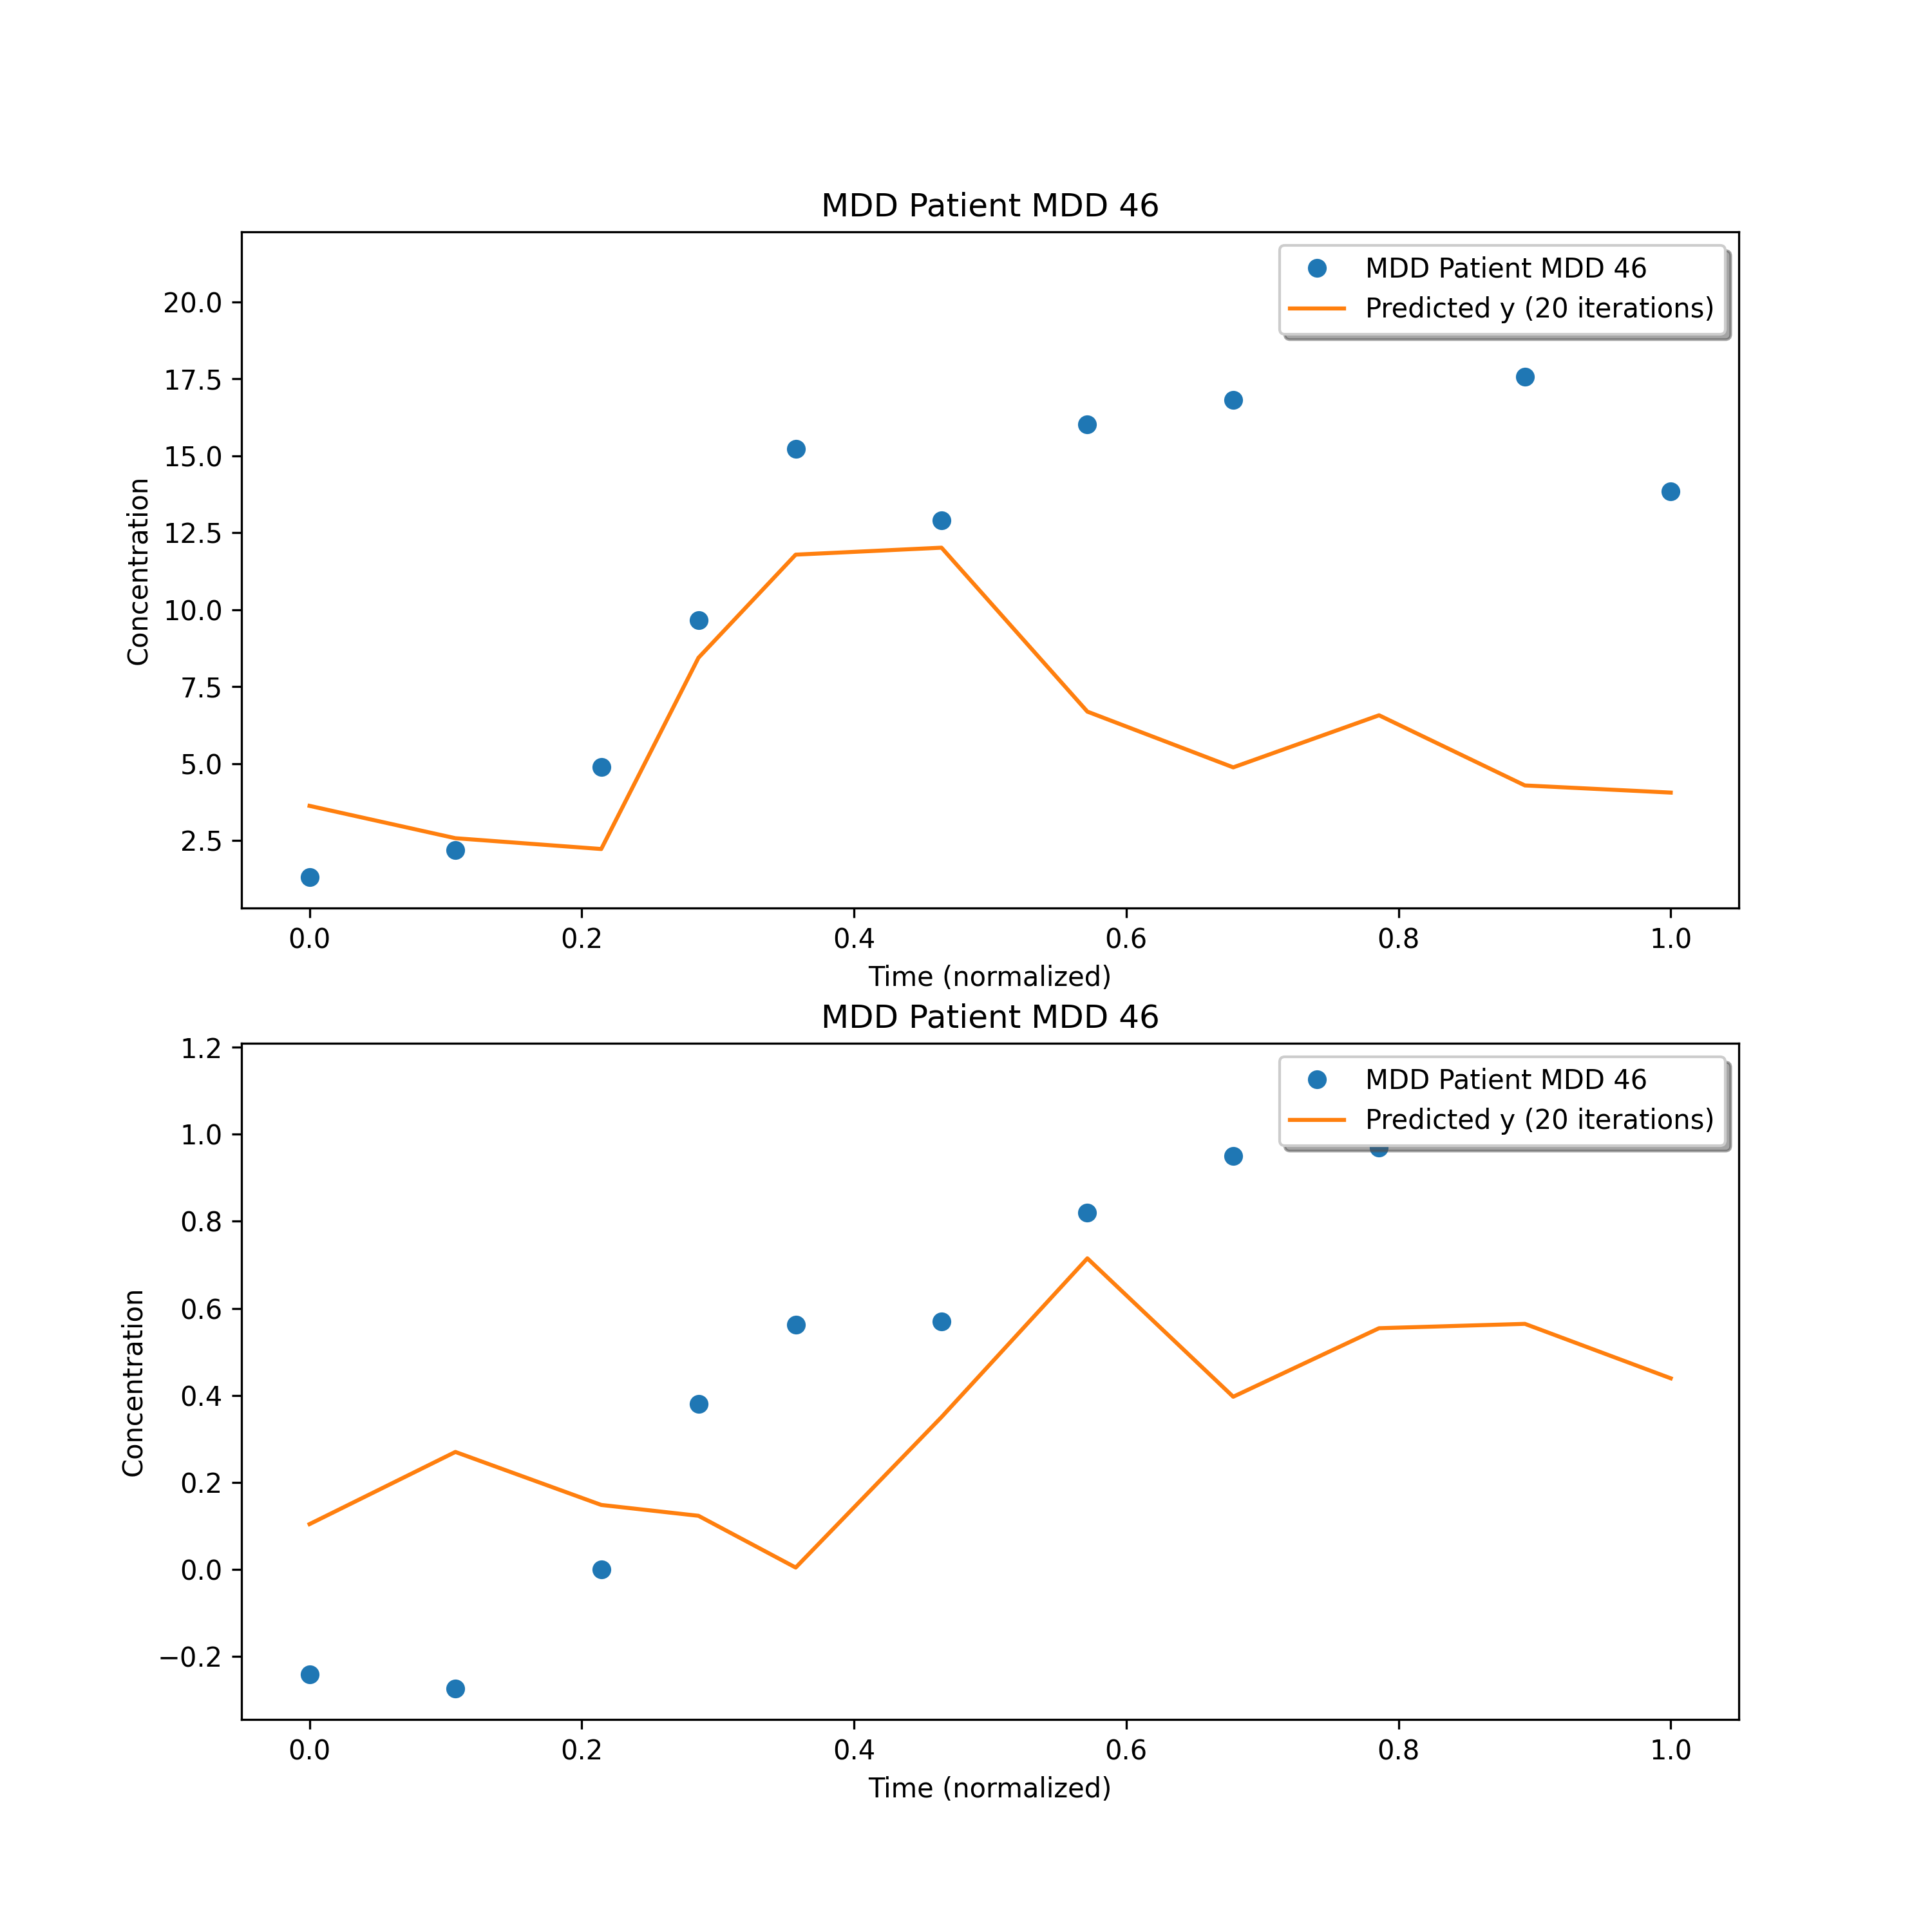 MDD Patient MDD 46
MDD Patient MDD 46
Predicted y (20 iterations)
20.0
17.5
15.0
12.5
10.0
7.5
5.0
2.5
Concentration
0.0 0.2 0.4 0.6 0.8 1.0
Time (normalized)
MDD Patient MDD 46
MDD Patient MDD 46
Predicted y (20 iterations)
1.2
1.0
0.8
0.6
0.4
0.2
0.0
−0.2
Concentration
0.0 0.2 0.4 0.6 0.8 1.0
Time (normalized)